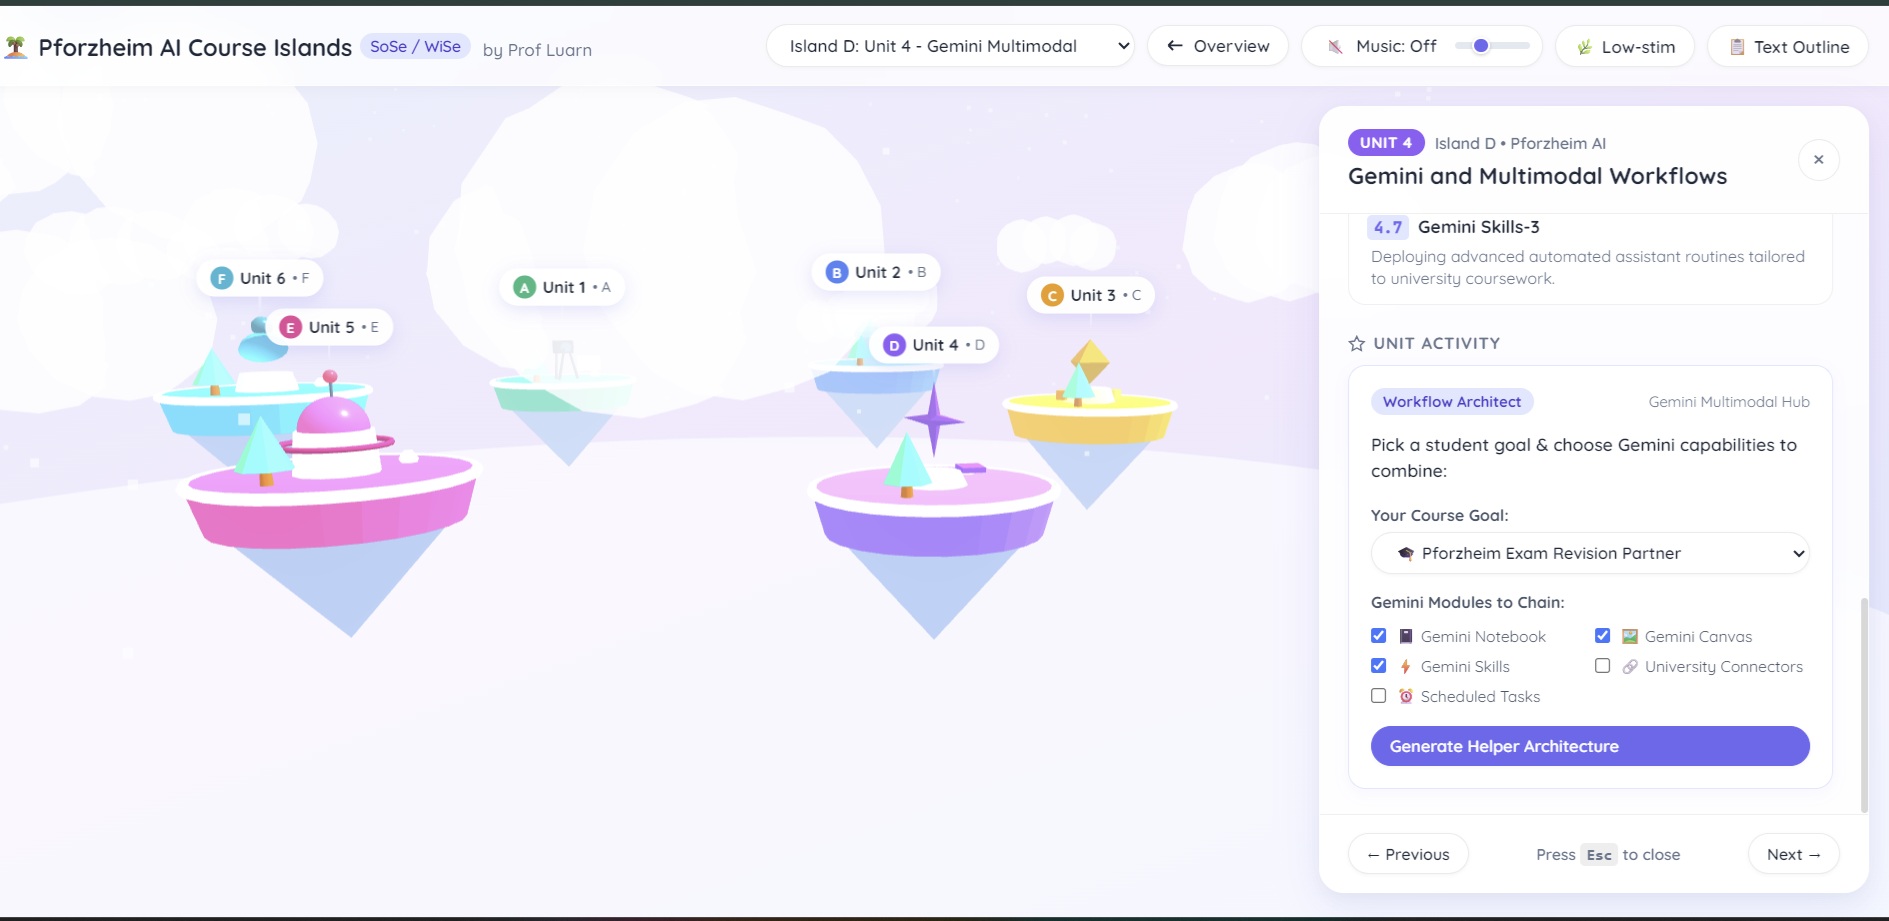 Pforzheim AI Course Islands SoSe / WiSe by Prof Luarn
Island D: Unit 4 - Gemini Multimodal
← Overview
Music: Off
Low-stim
Text Outline
F Unit 6 • F
E Unit 5 • E
A Unit 1 • A
B Unit 2 • B
D Unit 4 • D
C Unit 3 • C
UNIT 4 Island D • Pforzheim AI
Gemini and Multimodal Workflows
×
4.7 Gemini Skills-3
Deploying advanced automated assistant routines tailored
to university coursework.
UNIT ACTIVITY
Workflow Architect Gemini Multimodal Hub
Pick a student goal & choose Gemini capabilities to
combine:
Your Course Goal:
Pforzheim Exam Revision Partner
Gemini Modules to Chain:
Gemini Notebook Gemini Canvas
Gemini Skills University Connectors
Scheduled Tasks
Generate Helper Architecture
← Previous Press Esc to close Next →